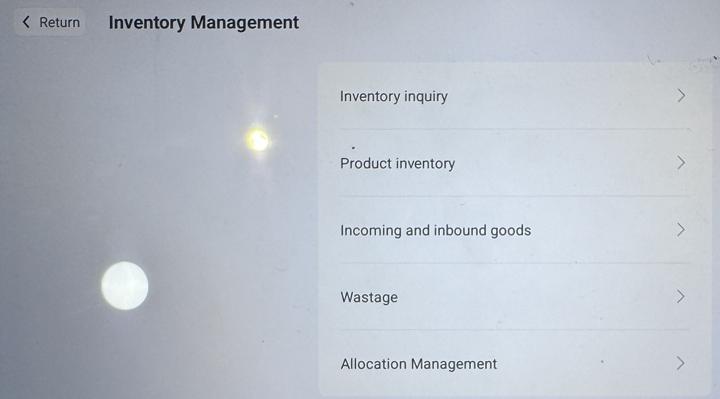 Return
Inventory Management
Inventory inquiry
Product inventory
Incoming and inbound goods
Wastage
Allocation Management